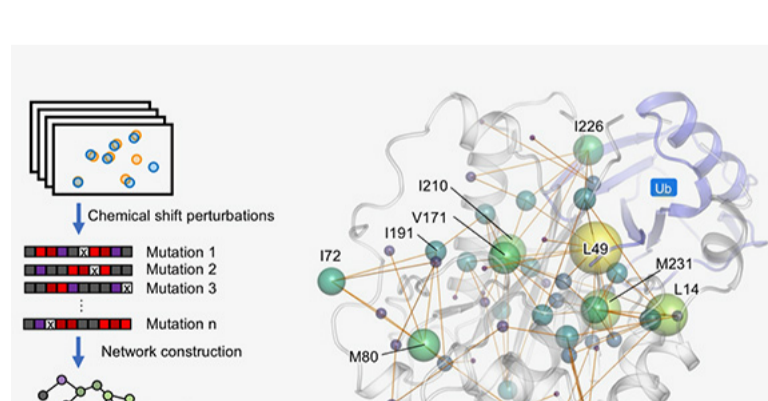 Chemical shift perturbations
x
Mutation 1
x
Mutation 2
x
Mutation 3
x
Mutation n
Network construction
I226
Ub
I210
V171
I191
L49
I72
M231
L14
M80